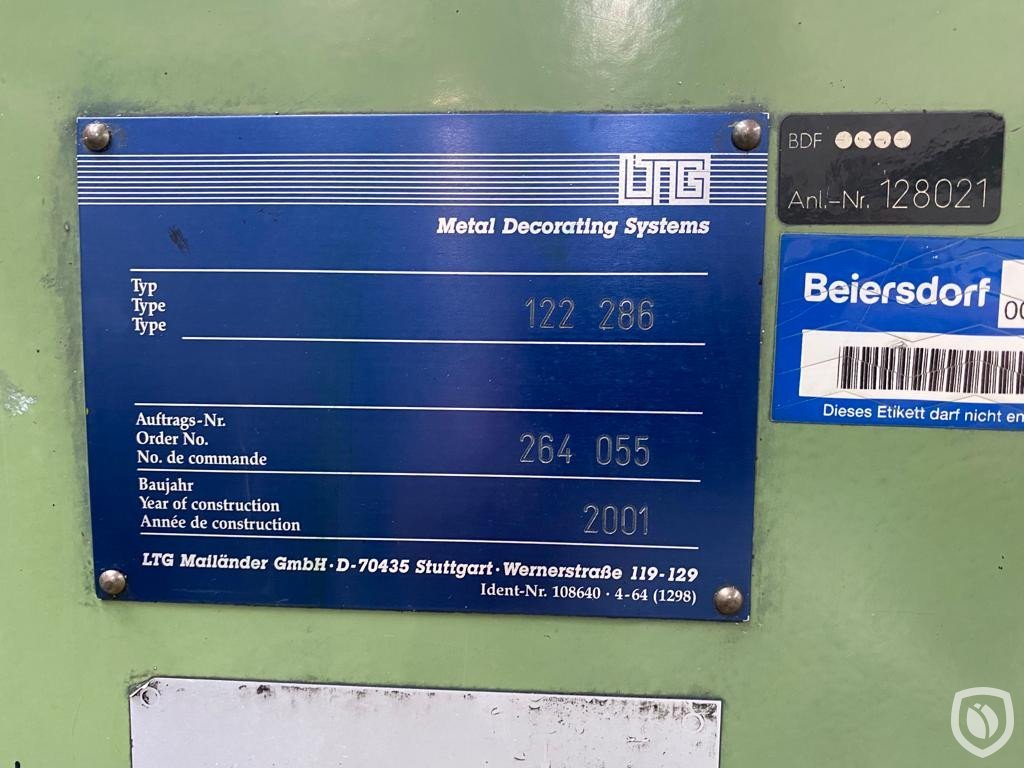 LTG
Metal Decorating Systems
Typ
Type
Type
122 286
Auftrags-Nr.
Order No.
No. de commande
264 055
Baujahr
Year of construction
Année de construction
2001
LTG Mailänder GmbH · D-70435 Stuttgart · Wernerstraße 119-129
Ident-Nr. 108640 · 4-64 (1298)
BDF
Anl.-Nr. 128021
Beiersdorf
Dieses Etikett darf nicht